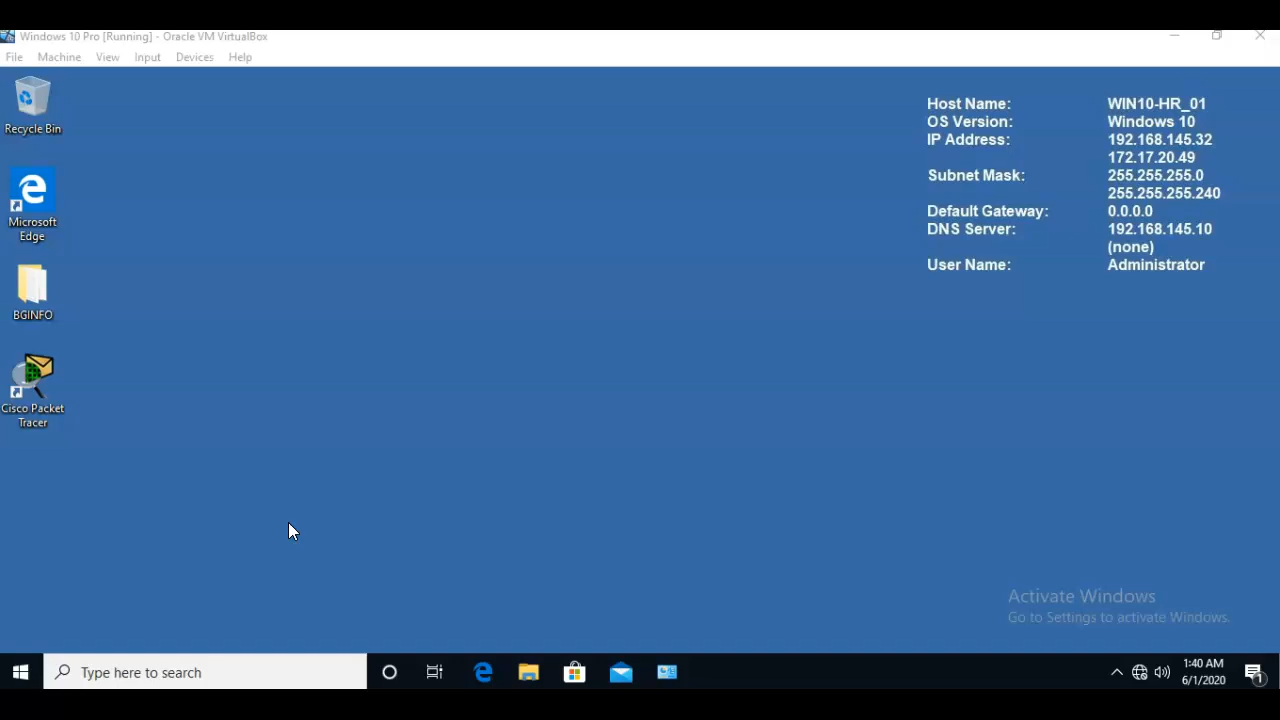 Windows 10 Pro [Running] - Oracle VM VirtualBox
File Machine View Input Devices Help
Recycle Bin
Microsoft
Edge
BGINFO
Cisco Packet
Tracer
Host Name: WIN10-HR_01
OS Version: Windows 10
IP Address: 192.168.145.32
172.17.20.49
Subnet Mask: 255.255.255.0
255.255.255.240
Default Gateway: 0.0.0.0
DNS Server: 192.168.145.10
(none)
User Name: Administrator
Activate Windows
Go to Settings to activate Windows.
Type here to search
1:40 AM
6/1/2020
1